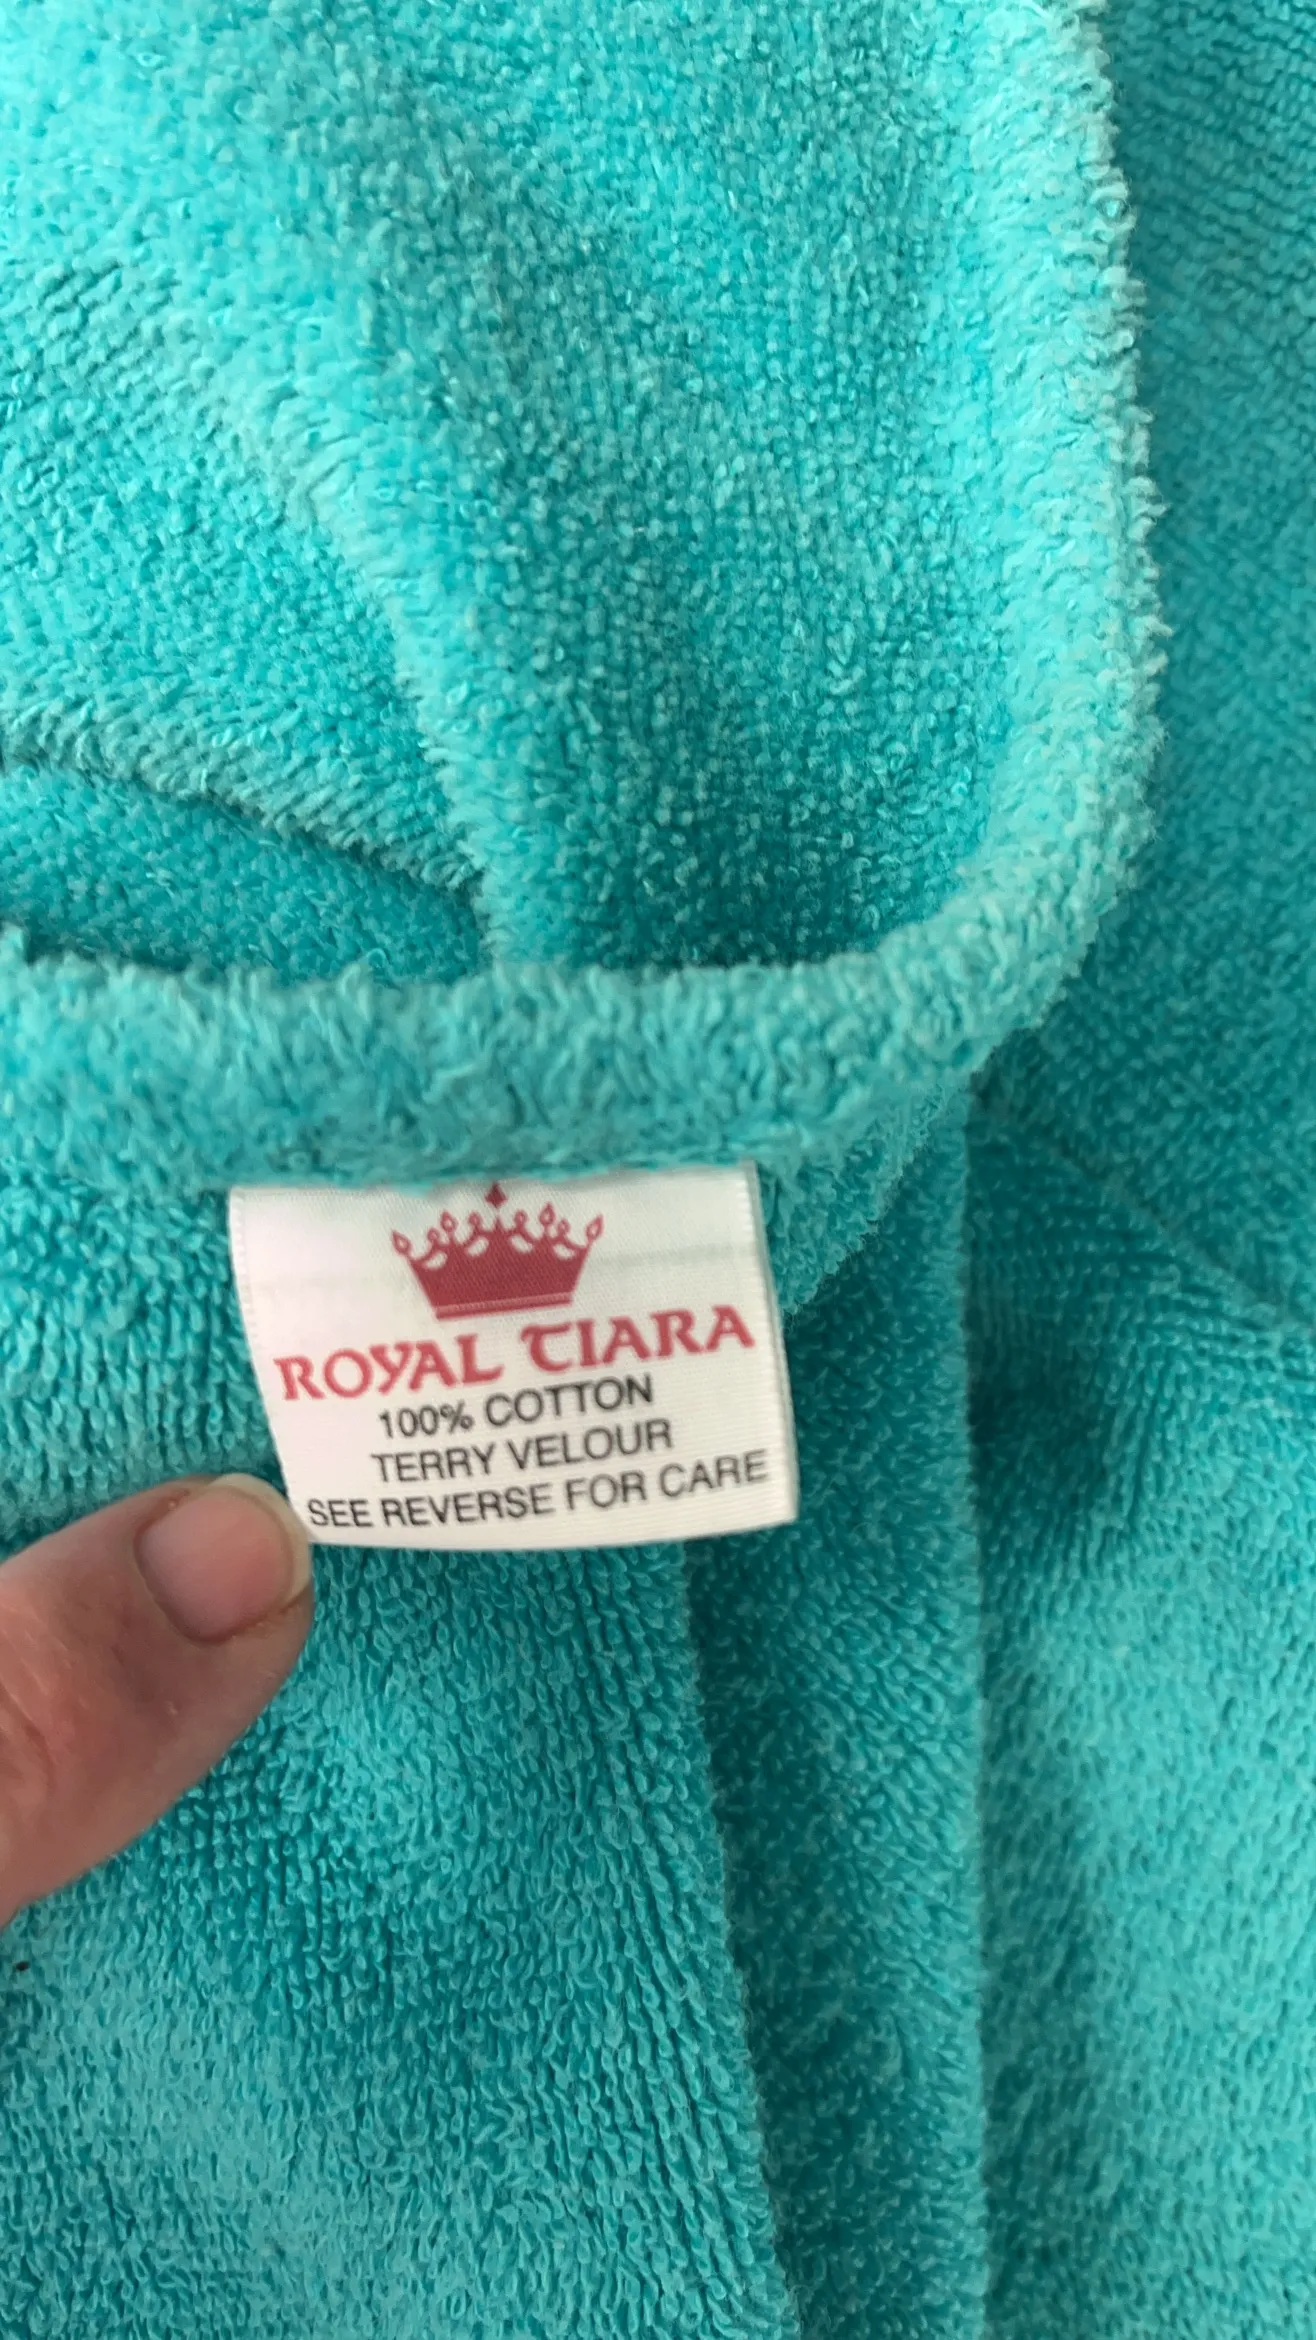 ROYAL TIARA
100% COTTON
TERRY VELOUR
SEE REVERSE FOR CARE